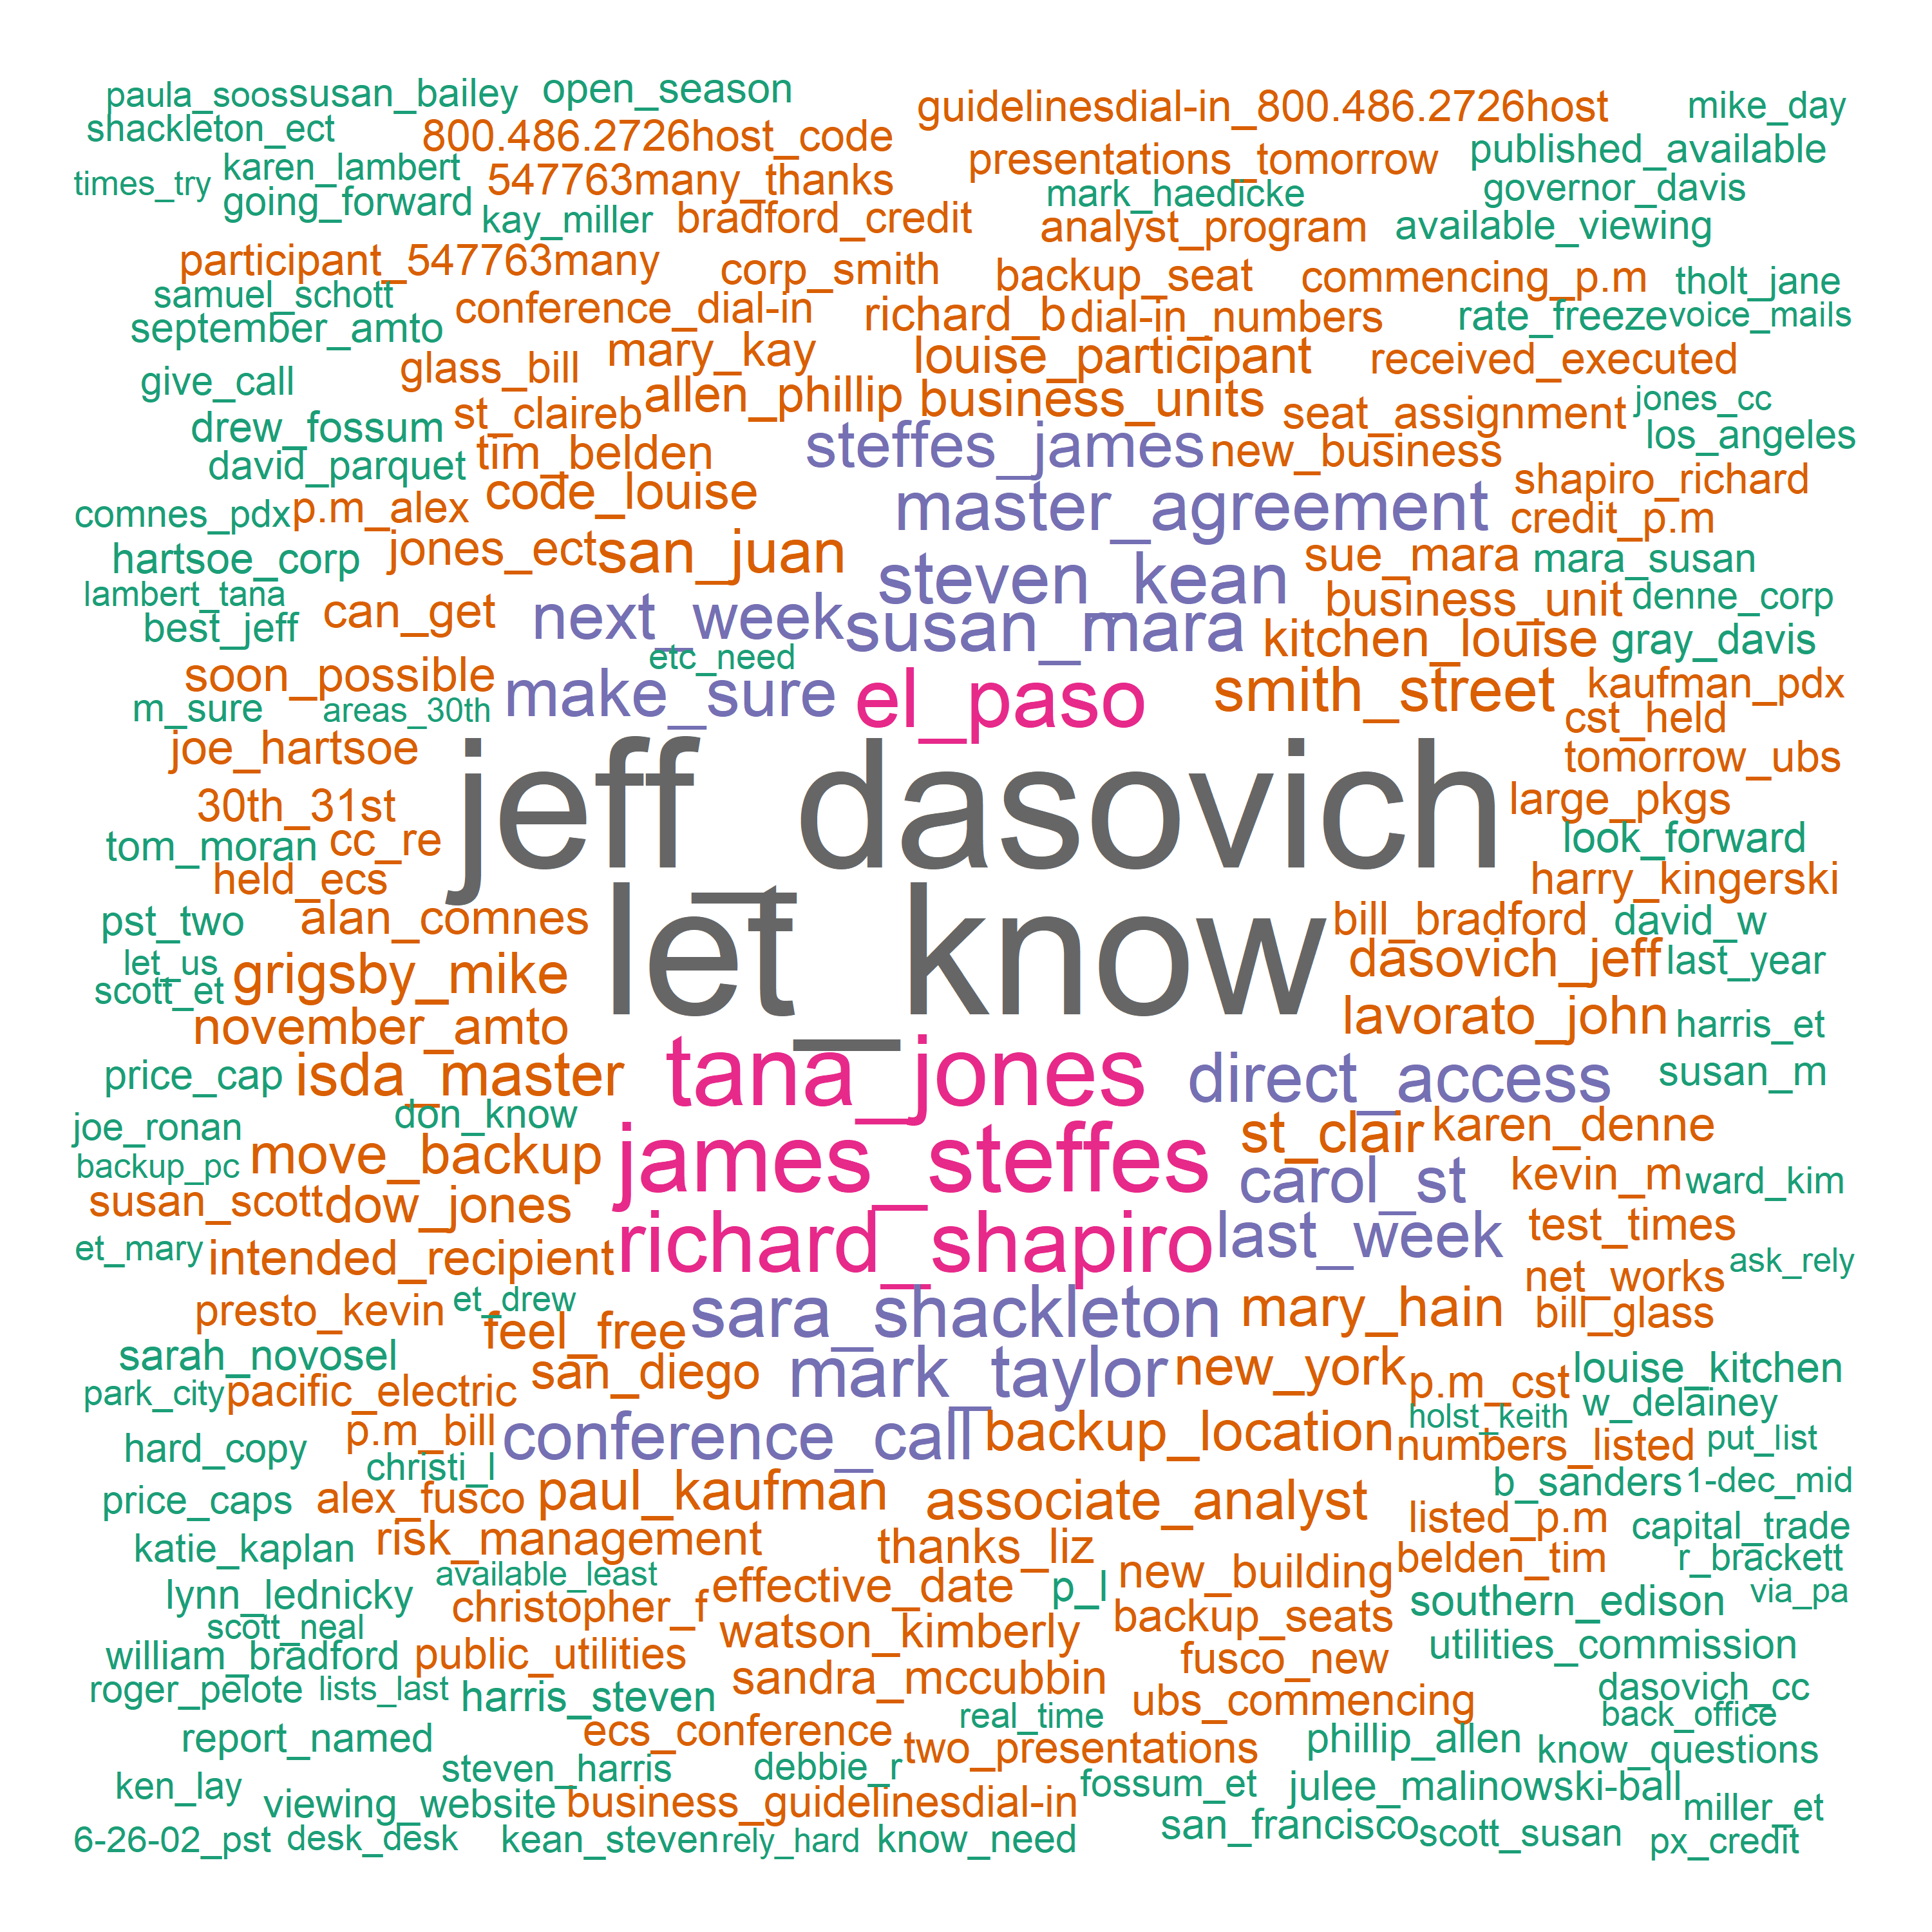 paula_soossusan_bailey open_season guidelinesdial-in_800.486.2726host mike_day
shackleton_ect 800.486.2726host_code presentations_tomorrow published_available
times_try karen_lambert 547763many_thanks mark_haedicke governor_davis
going_forward kay_miller bradford_credit analyst_program available_viewing
participant_547763many corp_smith backup_seat commencing_p.m tholt_jane
samuel_schott conference_dial-in richard_b dial-in_numbers rate_freeze voice_mails
september_amto glass_bill mary_kay louise_participant received_executed
give_call allen_phillip business_units seat_assignment jones_cc
drew_fossum st_claireb steffes_james new_business los_angeles
david_parquet tim_belden master_agreement shapiro_richard
comnes_pdx p.m_alex code_louise credit_p.m
hartsoe_corp jones_ect san_juan steven_kean sue_mara mara_susan
lambert_tana can_get next_week susan_mara business_unit denne_corp
best_jeff etc_need kitchen_louise gray_davis
soon_possible make_sure el_paso smith_street kaufman_pdx
m_sure areas_30th cst_held
joe_hartsoe jeff_dasovich tomorrow_ubs
30th_31st large_pkgs
tom_moran cc_re look_forward
held_ecs let_know harry_kingerski
pst_two alan_comnes bill_bradford david_w
let_us grigsby_mike dasovich_jeff last_year
scott_et november_amto lavorato_john harris_et
price_cap isda_master tana_jones direct_access susan_m
joe_ronan don_know st_clair karen_denne
backup_pc move_backup james_steffes carol_st kevin_m ward_kim
susan_scott dow_jones richard_shapiro last_week test_times
et_mary intended_recipient net_works ask_rely
presto_kevin et_drew feel_free sara_shackleton mary_hain bill_glass
sarah_novosel san_diego mark_taylor new_york p.m_cst louise_kitchen
park_city pacific_electric holst_keith w_delainey
hard_copy p.m_bill conference_call backup_location numbers_listed put_list
christi_l b_sanders 1-dec_mid
price_caps alex_fusco paul_kaufman associate_analyst listed_p.m capital_trade
katie_kaplan risk_management thanks_liz new_building belden_tim r_brackett
lynn_lednicky available_least effective_date p_l southern_edison via_pa
scott_neal christopher_f watson_kimberly backup_seats utilities_commission
william_bradford public_utilities sandra_mccubbin fusco_new
roger_pelote lists_last harris_steven ubs_commencing dasovich_cc
report_named ecs_conference real_time two_presentations phillip_allen back_office
steven_harris debbie_r know_questions
ken_lay viewing_website business_guidelinesdial-in fossum_et julee_malinowski-ball miller_et
6-26-02_pst desk_desk kean_steven rely_hard know_need san_francisco scott_susan px_credit